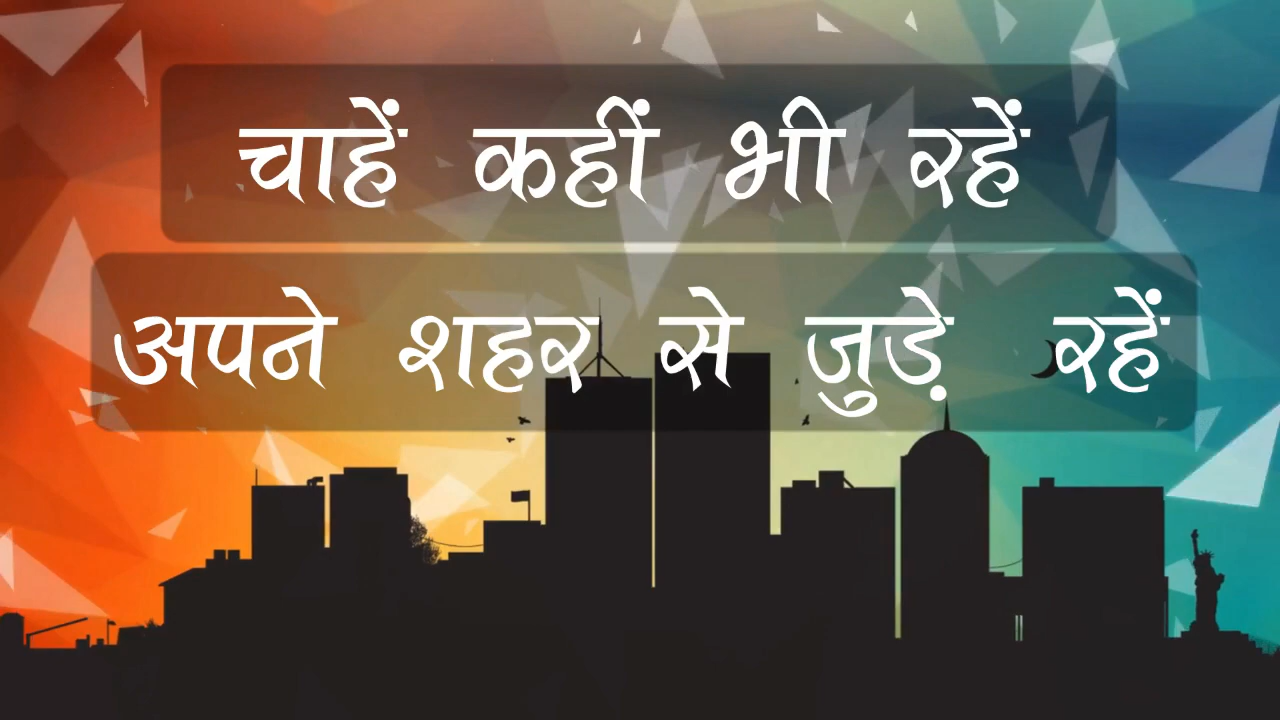 चाहें कहीं भी रहें
अपने शहर से जुड़े रहें